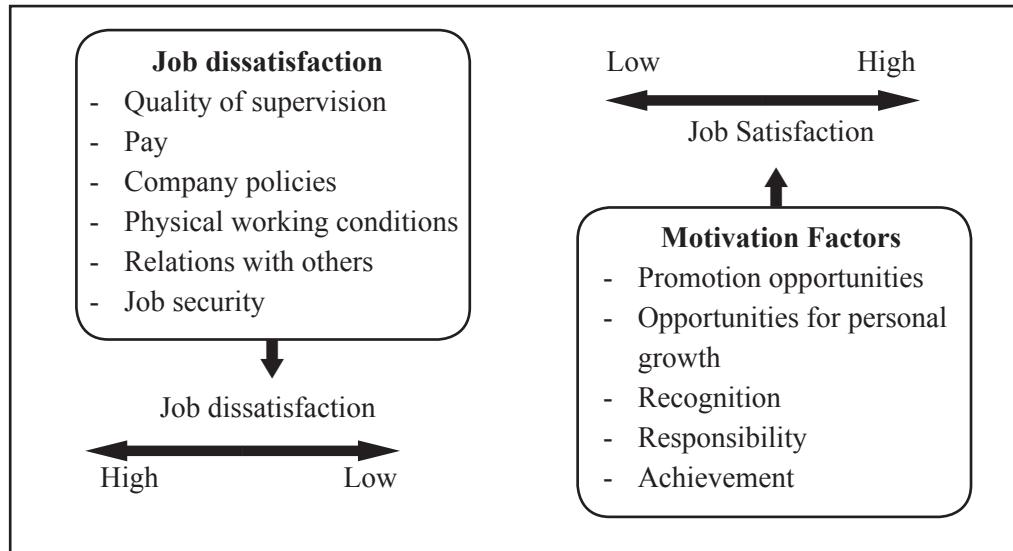 Job dissatisfaction
- Quality of supervision
- Pay
- Company policies
- Physical working conditions
- Relations with others
- Job security
Job dissatisfaction
High Low
Low High
Job Satisfaction
Motivation Factors
- Promotion opportunities
- Opportunities for personal
growth
- Recognition
- Responsibility
- Achievement